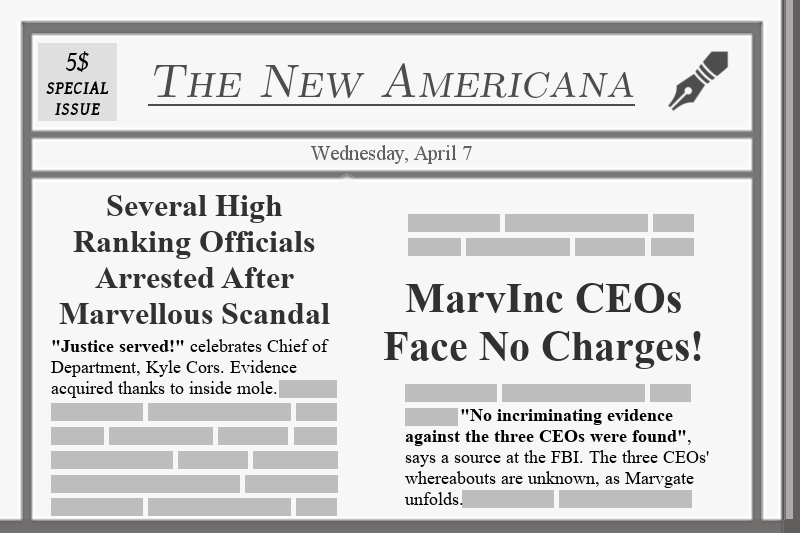 5$
SPECIAL
ISSUE
THE NEW AMERICANA
Wednesday, April 7
Several High
Ranking Officials
Arrested After
Marvellous Scandal
"Justice served!" celebrates Chief of
Department, Kyle Cors. Evidence
acquired thanks to inside mole.
MarvInc CEOs
Face No Charges!
"No incriminating evidence
against the three CEOs were found",
says a source at the FBI. The three CEOs'
whereabouts are unknown, as Marvgate
unfolds.